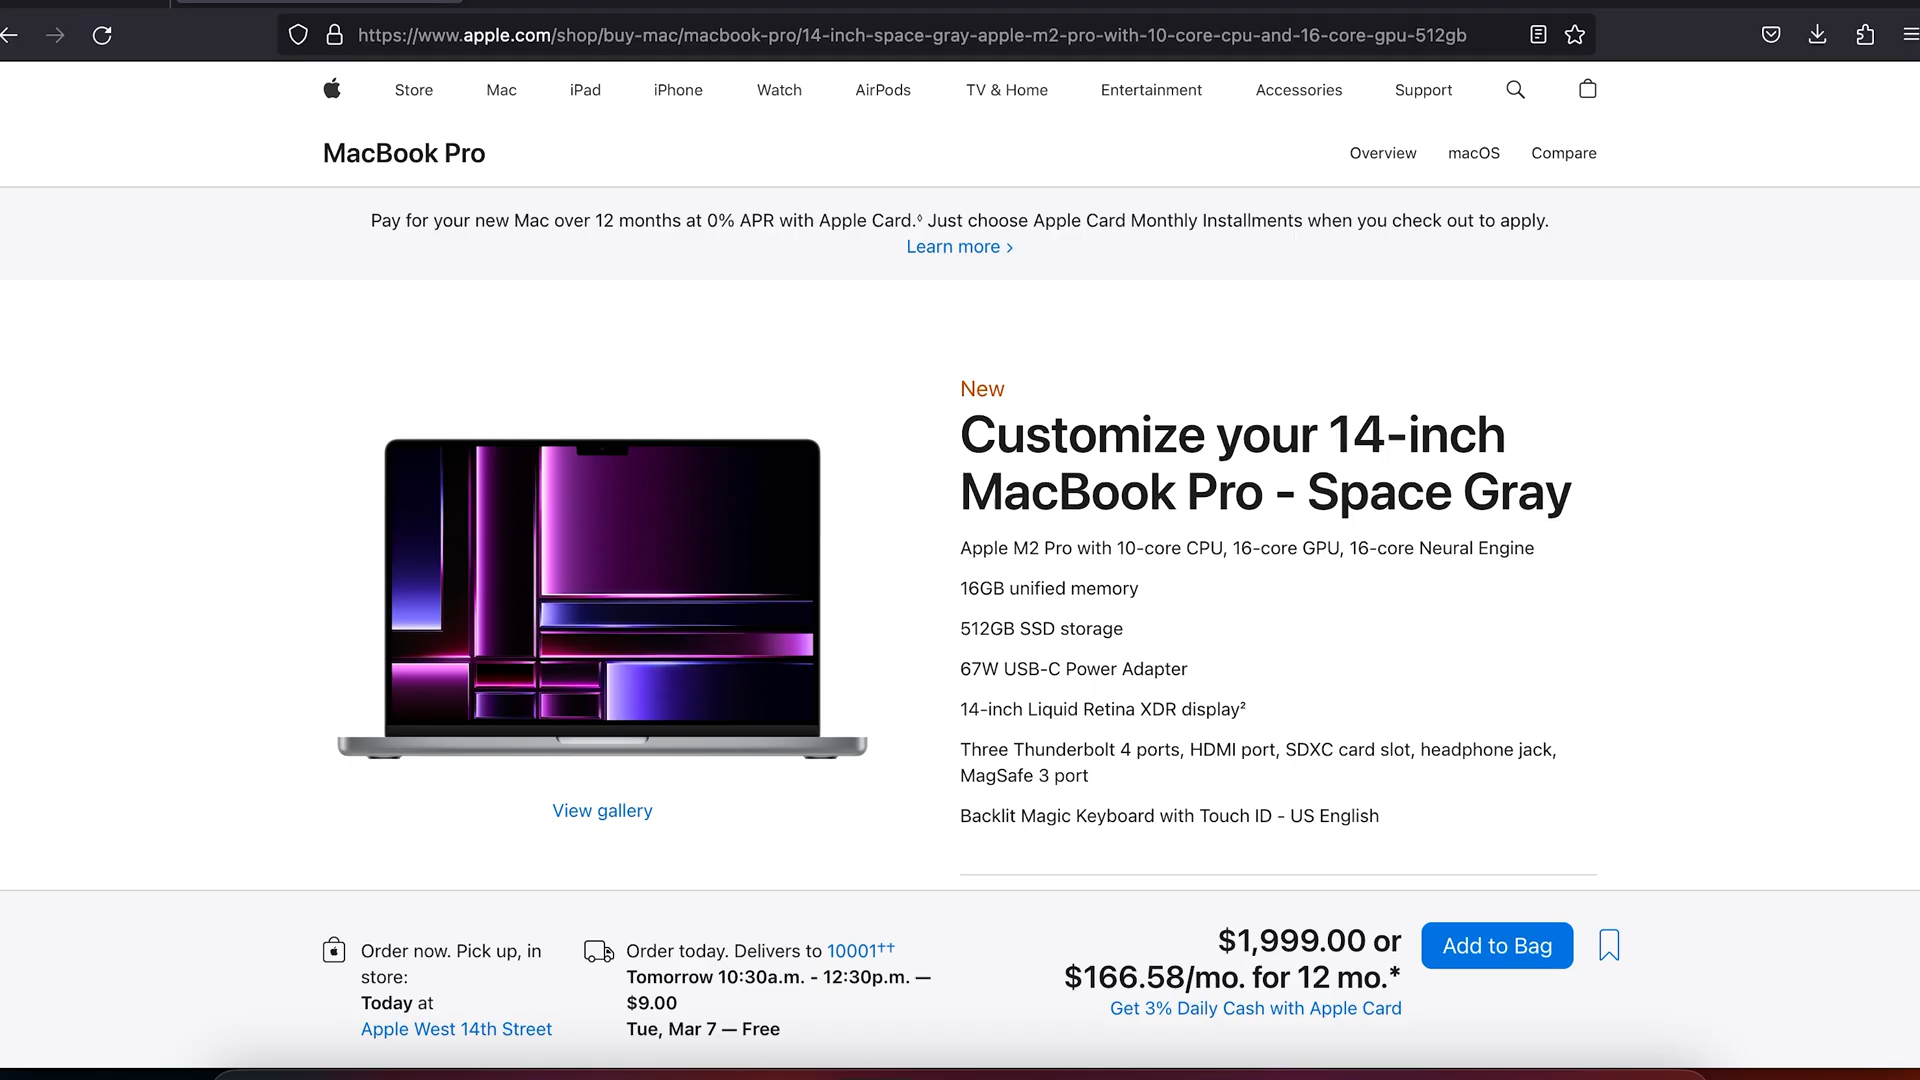 https://www.apple.com/shop/buy-mac/macbook-pro/14-inch-space-gray-apple-m2-pro-with-10-core-cpu-and-16-core-gpu-512gb
Store Mac iPad iPhone Watch AirPods TV & Home Entertainment Accessories Support
MacBook Pro
Overview macOS Compare
Pay for your new Mac over 12 months at 0% APR with Apple Card.◊ Just choose Apple Card Monthly Installments when you check out to apply.
Learn more >
New
Customize your 14-inch
MacBook Pro - Space Gray
Apple M2 Pro with 10-core CPU, 16-core GPU, 16-core Neural Engine
16GB unified memory
512GB SSD storage
67W USB-C Power Adapter
14-inch Liquid Retina XDR display²
Three Thunderbolt 4 ports, HDMI port, SDXC card slot, headphone jack,
MagSafe 3 port
Backlit Magic Keyboard with Touch ID - US English
View gallery
Order now. Pick up, in
store:
Today at
Apple West 14th Street
Order today. Delivers to 10001††
Tomorrow 10:30a.m. - 12:30p.m. —
$9.00
Tue, Mar 7 — Free
$1,999.00 or
$166.58/mo. for 12 mo.*
Get 3% Daily Cash with Apple Card
Add to Bag